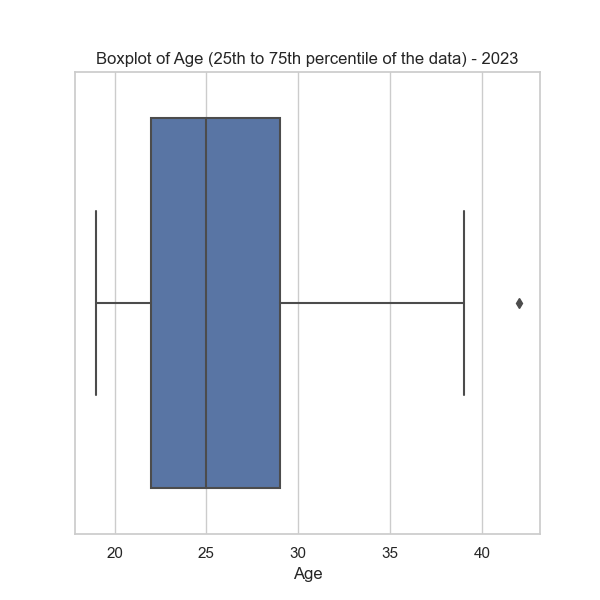 Boxplot of Age (25th to 75th percentile of the data) - 2023
20 25 30 35 40
Age